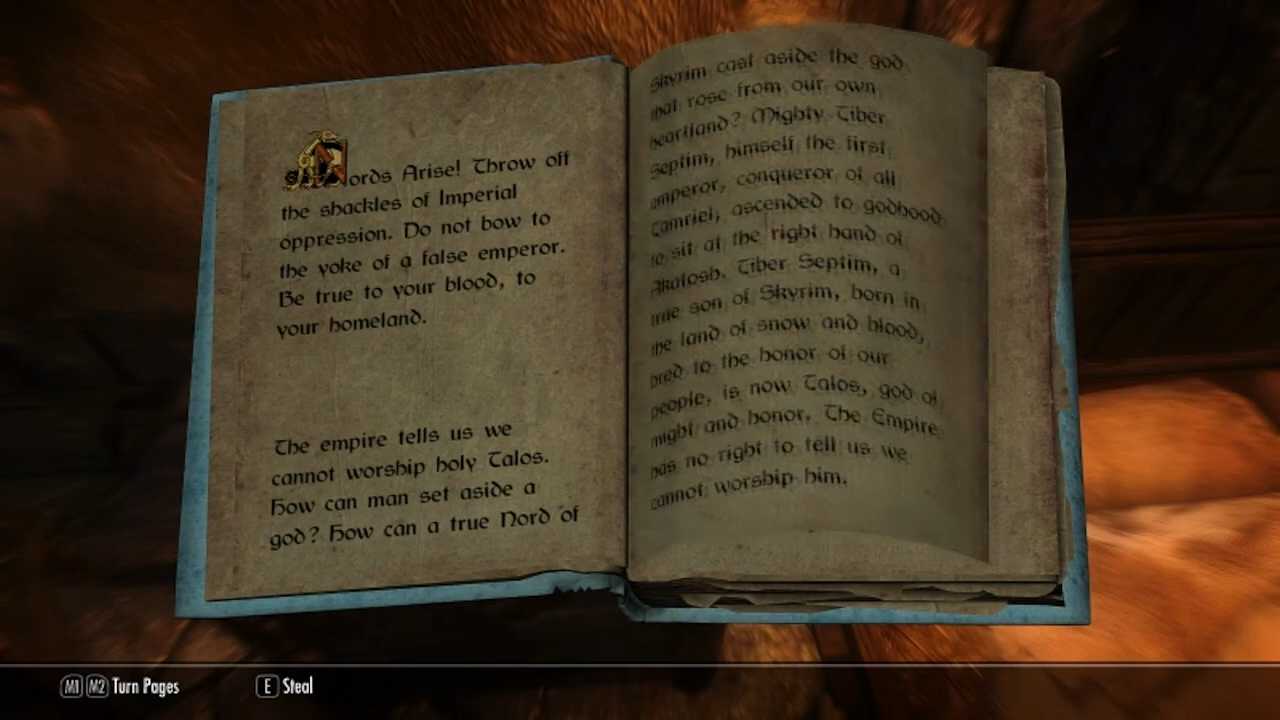 Nords Arise! Throw off
the shackles of Imperial
oppression. Do not bow to
the yoke of a false emperor.
Be true to your blood, to
your homeland.
The empire tells us we
cannot worship holy Talos.
How can man set aside a
god? How can a true Nord of
Skyrim cast aside the god
that rose from our own
heartland? Mighty Tiber
Septim, himself the first
emperor, conqueror of all
Tamriel, ascended to godhood
to sit at the right hand of
Akatosh. Tiber Septim, a
true son of Skyrim, born in
the land of snow and blood,
bred to the honor of our
people, is now Talos, god of
might and honor. The Empire
has no right to tell us we
cannot worship him.
M1 M2 Turn Pages
E Steal